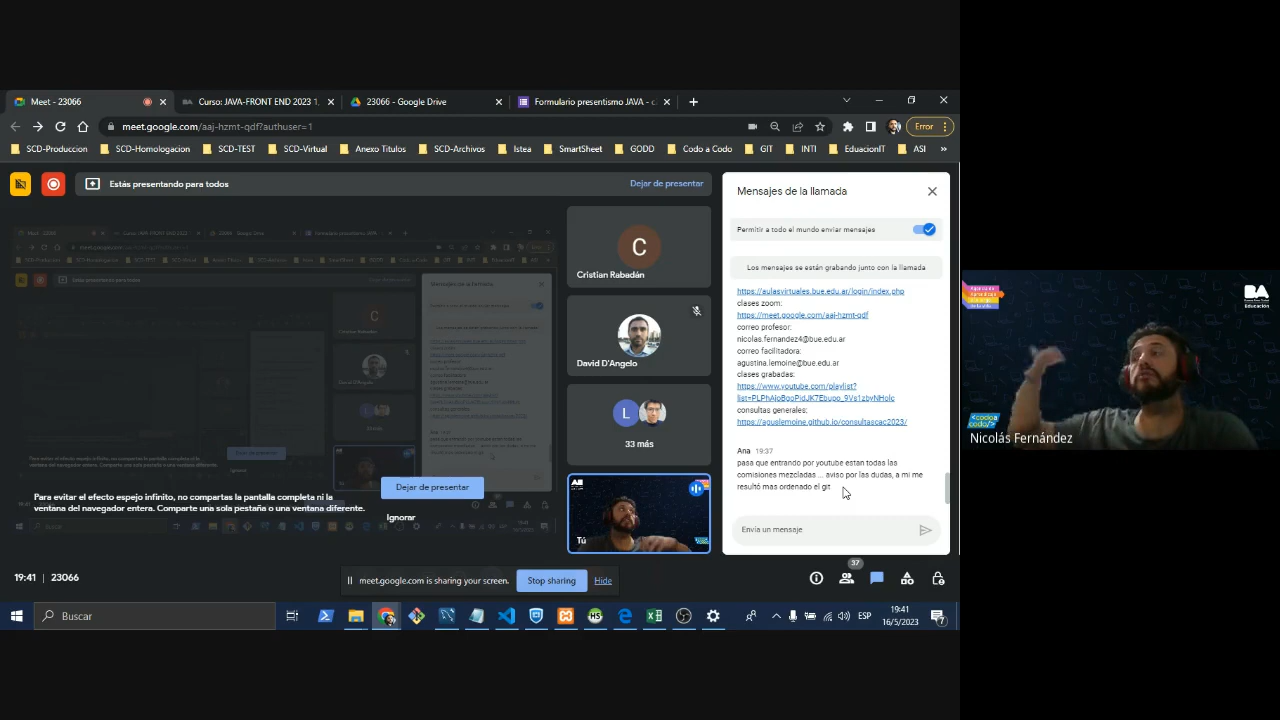 Meet - 23066
Curso: JAVA-FRONT END 2023 1.
23066 - Google Drive
Formulario presentismo JAVA - c
meet.google.com/aaj-hzmt-qdf?authuser=1
Error
SCD-Produccion
SCD-Homologacion
SCD-TEST
SCD-Virtual
Anexo Titulos
SCD-Archivos
Istea
SmartSheet
GODD
Codo a Codo
GIT
INTI
EduacionIT
ASI
Estás presentando para todos
Dejar de presentar
C
Cristian Rabadán
David D'Angelo
L
33 más
Tú
Dejar de presentar
Ignorar
Para evitar el efecto espejo infinito, no compartas la pantalla completa ni la
ventana del navegador entera. Comparte una sola pestaña o una ventana diferente.
Mensajes de la llamada
Permitir a todo el mundo enviar mensajes
Los mensajes se están grabando junto con la llamada
https://aulasvirtuales.bue.edu.ar/login/index.php
clases zoom:
https://meet.google.com/aaj-hzmt-qdf
correo profesor:
nicolas.fernandez4@bue.edu.ar
correo facilitadora:
agustina.lemoine@bue.edu.ar
clases grabadas:
https://www.youtube.com/playlist?
consultas generales:
https://aguslemoine.github.io/consultascac2023/
Ana 19:37
pasa que entrando por youtube estan todas las
comisiones mezcladas ... aviso por las dudas, a mi me
resultó mas ordenado el git
Envía un mensaje
19:41 | 23066
meet.google.com is sharing your screen.
Stop sharing
Hide
37
Buscar
ESP
19:41
16/5/2023
7
BA
Educación
<codo a
codo/>
Nicolás Fernández